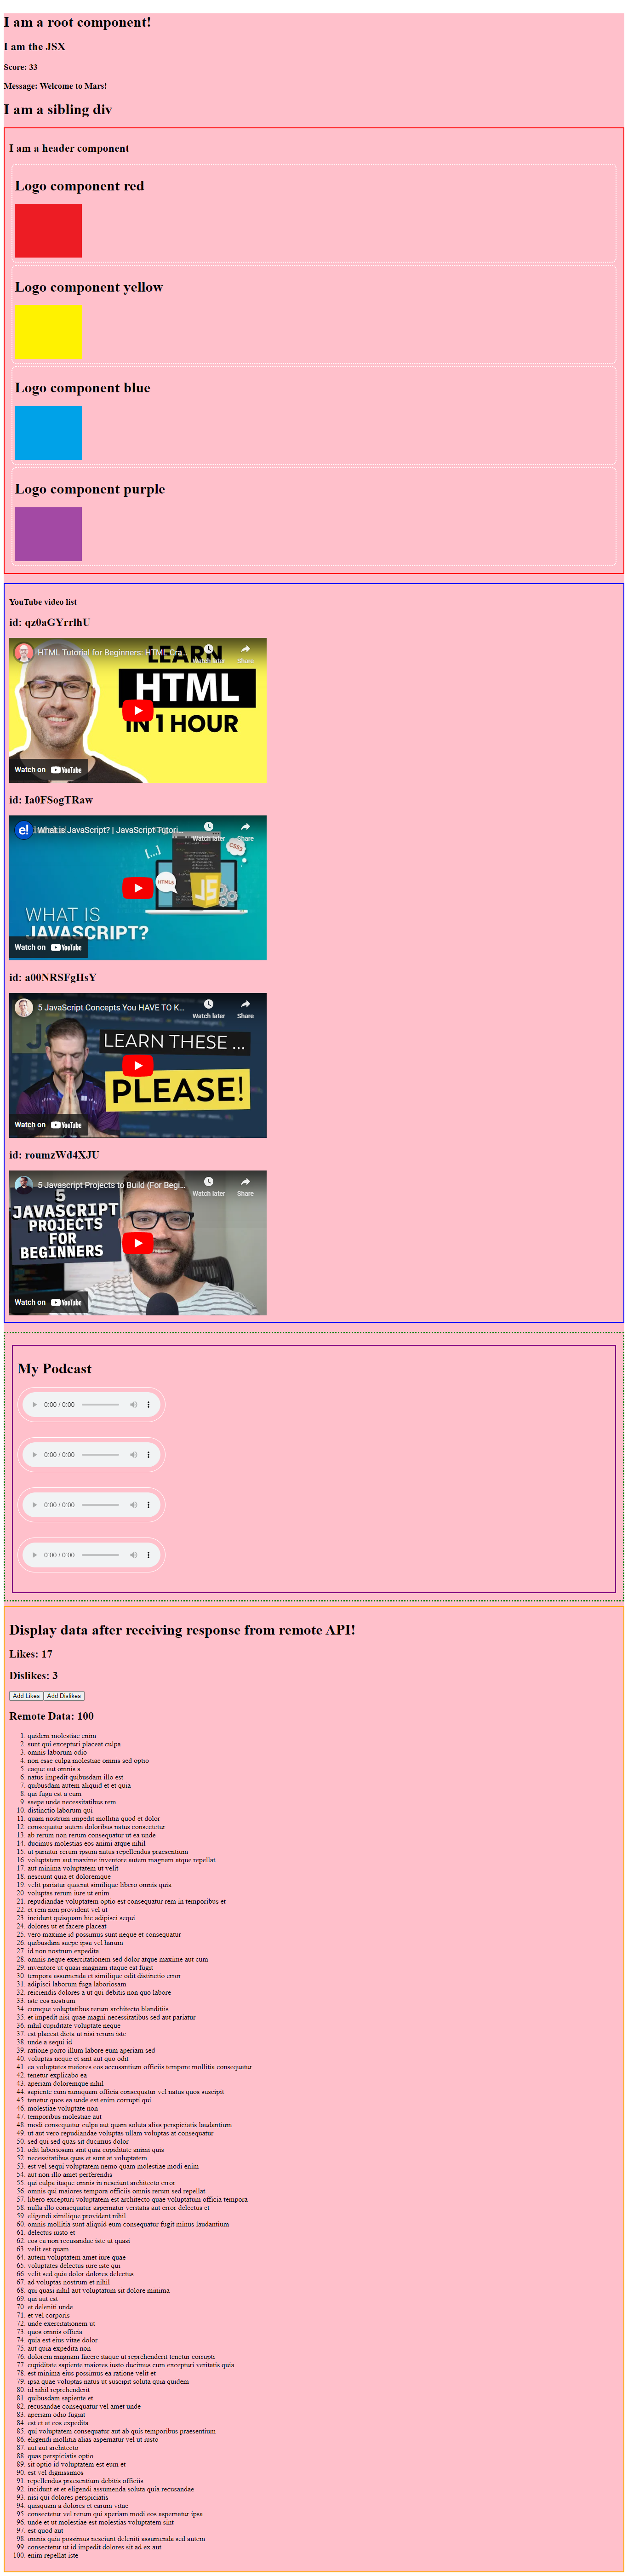 I am a root component!
I am the JSX
Score: 33
Message: Welcome to Mars!
I am a sibling div
I am a header component
Logo component red
Logo component yellow
Logo component blue
Logo component purple
YouTube video list
id: qz0aGYrrlhU
HTML Tutorial for Beginners: HTML Cra...
Watch later
Share
LEARN
HTML
IN 1 HOUR
Watch on YouTube
id: Ia0FSogTRaw
What is JavaScript? | JavaScript Tutori...
Watch later
Share
CSS3
[...]
HTML5
JS
WHAT IS
JAVASCRIPT?
Watch on YouTube
id: a00NRSFgHsY
5 JavaScript Concepts You HAVE TO K...
Watch later
Share
LEARN THESE ...
PLEASE!
Watch on YouTube
id: roumzWd4XJU
5 Javascript Projects to Build (For Begi...
Watch later
Share
5
JAVASCRIPT
PROJECTS
FOR
BEGINNERS
Watch on YouTube
My Podcast
0:00 / 0:00
0:00 / 0:00
0:00 / 0:00
0:00 / 0:00
Display data after receiving response from remote API!
Likes: 17
Dislikes: 3
Add Likes Add Dislikes
Remote Data: 100
1. quidem molestiae enim
2. sunt qui excepturi placeat culpa
3. omnis laborum odio
4. non esse culpa molestiae omnis sed optio
5. eaque aut omnis a
6. natus impedit quibusdam illo est
7. quibusdam autem aliquid et et quia
8. qui fuga est a eum
9. saepe unde necessitatibus rem
10. distinctio laborum qui
11. quam nostrum impedit mollitia quod et dolor
12. consequatur autem doloribus natus consectetur
13. ab rerum non rerum consequatur ut ea unde
14. ducimus molestias eos animi atque nihil
15. ut pariatur rerum ipsum natus repellendus praesentium
16. voluptatem aut maxime inventore autem magnam atque repellat
17. aut minima voluptatem ut velit
18. nesciunt quia et doloremque
19. velit pariatur quaerat similique libero omnis quia
20. voluptas rerum iure ut enim
21. repudiandae voluptatem optio est consequatur rem in temporibus et
22. et rem non provident vel ut
23. incidunt quisquam hic adipisci sequi
24. dolores ut et facere placeat
25. vero maxime id possimus sunt neque et consequatur
26. quibusdam saepe ipsa vel harum
27. id non nostrum expedita
28. omnis neque exercitationem sed dolor atque maxime aut cum
29. inventore ut quasi magnam itaque est fugit
30. tempora assumenda et similique odit distinctio error
31. adipisci laborum fuga laboriosam
32. reiciendis dolores a ut qui debitis non quo labore
33. iste eos nostrum
34. cumque voluptatibus rerum architecto blanditiis
35. et impedit nisi quae magni necessitatibus sed aut pariatur
36. nihil cupiditate voluptate neque
37. est placeat dicta ut nisi rerum iste
38. unde a sequi id
39. ratione porro illum labore eum aperiam sed
40. voluptas neque et sint aut quo odit
41. ea voluptates maiores eos accusantium officiis tempore mollitia consequatur
42. tenetur explicabo ea
43. aperiam doloremque nihil
44. sapiente cum numquam officia consequatur vel natus quos suscipit
45. tenetur quos ea unde est enim corrupti qui
46. molestiae voluptate non
47. temporibus molestiae aut
48. modi consequatur culpa aut quam soluta alias perspiciatis laudantium
49. ut aut vero repudiandae voluptas ullam voluptas at consequatur
50. sed qui sed quas sit ducimus dolor
51. odit laboriosam sint quia cupiditate animi quis
52. necessitatibus quas et sunt at voluptatem
53. est vel sequi voluptatem nemo quam molestiae modi enim
54. aut non illo amet perferendis
55. qui culpa itaque omnis in nesciunt architecto error
56. omnis qui maiores tempora officiis omnis rerum sed repellat
57. libero excepturi voluptatem est architecto quae voluptatum officia tempora
58. nulla illo consequatur aspernatur veritatis aut error delectus et
59. eligendi similique provident nihil
60. omnis mollitia sunt aliquid eum consequatur fugit minus laudantium
61. delectus iusto et
62. eos ea non recusandae iste ut quasi
63. velit est quam
64. autem voluptatem amet iure quae
65. voluptates delectus iure iste qui
66. velit sed quia dolor dolores delectus
67. ad voluptas nostrum et nihil
68. qui quasi nihil aut voluptatum sit dolore minima
69. qui aut est
70. et deleniti unde
71. et vel corporis
72. unde exercitationem ut
73. quos omnis officia
74. quia est eius vitae dolor
75. aut quia expedita non
76. dolorem magnam facere itaque ut reprehenderit tenetur corrupti
77. cupiditate sapiente maiores iusto ducimus cum excepturi veritatis quia
78. est minima eius possimus ea ratione velit et
79. ipsa quae voluptas natus ut suscipit soluta quia quidem
80. id nihil reprehenderit
81. quibusdam sapiente et
82. recusandae consequatur vel amet unde
83. aperiam odio fugiat
84. est et at eos expedita
85. qui voluptatem consequatur aut ab quis temporibus praesentium
86. eligendi mollitia alias aspernatur vel ut iusto
87. aut aut architecto
88. quas perspiciatis optio
89. sit optio id voluptatem est eum et
90. est vel dignissimos
91. repellendus praesentium debitis officiis
92. incidunt et et eligendi assumenda soluta quia recusandae
93. nisi qui dolores perspiciatis
94. quisquam a dolores et earum vitae
95. consectetur vel rerum qui aperiam modi eos aspernatur ipsa
96. unde et ut molestiae est molestias voluptatem sint
97. est quod aut
98. omnis quia possimus nesciunt deleniti assumenda sed autem
99. consectetur ut id impedit dolores sit ad ex aut
100. enim repellat iste